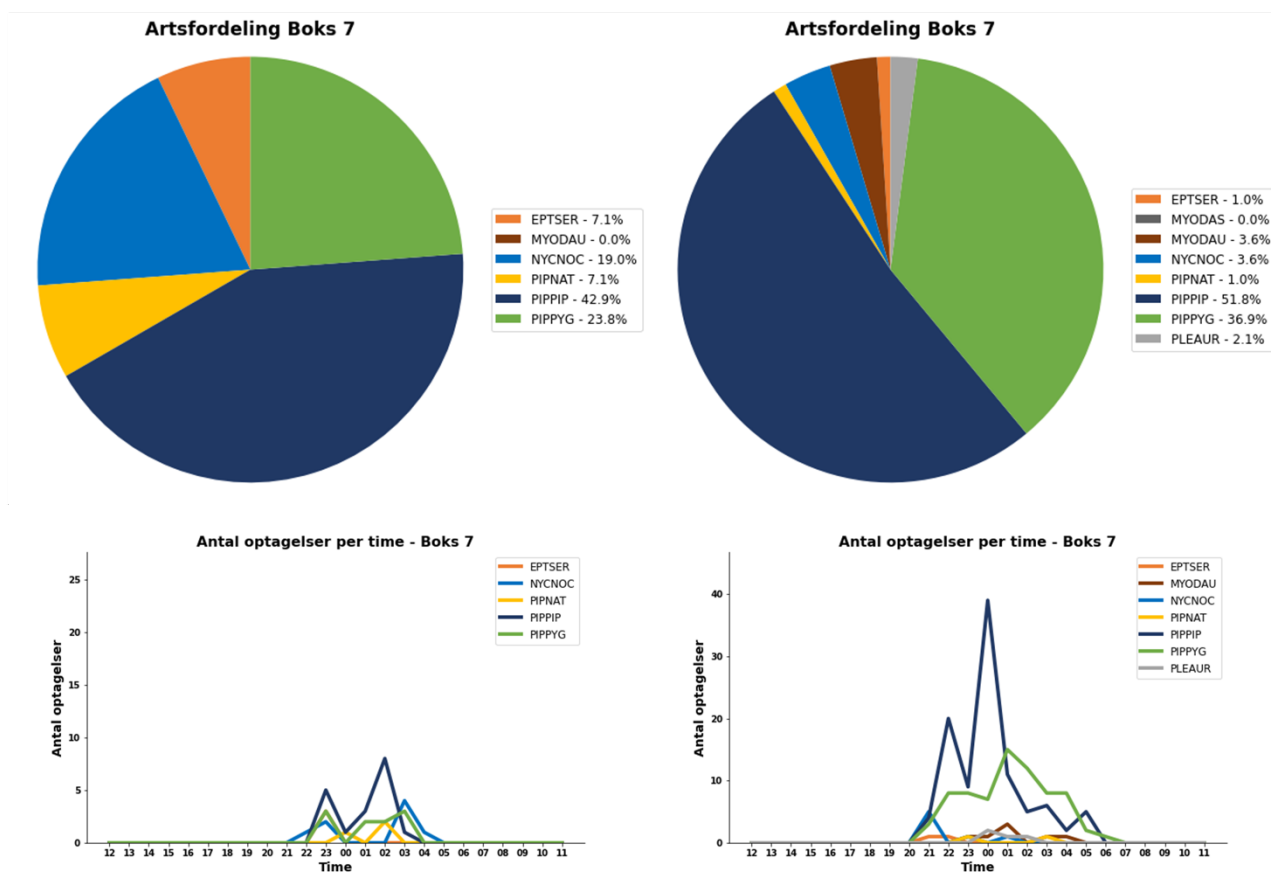 Artsfordeling Boks 7
EPTSER - 7.1%
MYODAU - 0.0%
NYCNOC - 19.0%
PIPNAT - 7.1%
PIPPIP - 42.9%
PIPPYG - 23.8%
Artsfordeling Boks 7
EPTSER - 1.0%
MYODAS - 0.0%
MYODAU - 3.6%
NYCNOC - 3.6%
PIPNAT - 1.0%
PIPPIP - 51.8%
PIPPYG - 36.9%
PLEAUR - 2.1%
Antal optagelser per time - Boks 7
Antal optagelser
25
20
15
10
5
0
EPTSER
NYCNOC
PIPNAT
PIPPIP
PIPPYG
12 13 14 15 16 17 18 19 20 21 22 23 00 01 02 03 04 05 06 07 08 09 10 11
Time
Antal optagelser per time - Boks 7
Antal optagelser
40
30
20
10
0
EPTSER
MYODAU
NYCNOC
PIPNAT
PIPPIP
PIPPYG
PLEAUR
12 13 14 15 16 17 18 19 20 21 22 23 00 01 02 03 04 05 06 07 08 09 10 11
Time